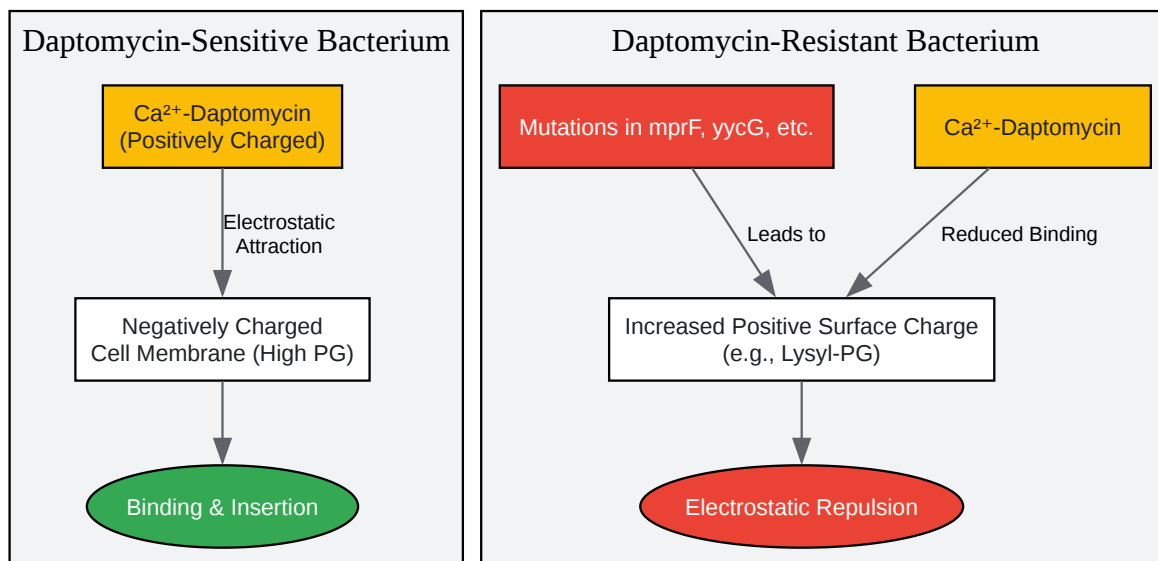 Daptomycin-Sensitive Bacterium
Ca²⁺-Daptomycin
(Positively Charged)
Electrostatic
Attraction
Negatively Charged
Cell Membrane (High PG)
Binding & Insertion
Daptomycin-Resistant Bacterium
Mutations in mprF, yycG, etc.
Ca²⁺-Daptomycin
Leads to
Reduced Binding
Increased Positive Surface Charge
(e.g., Lysyl-PG)
Electrostatic Repulsion